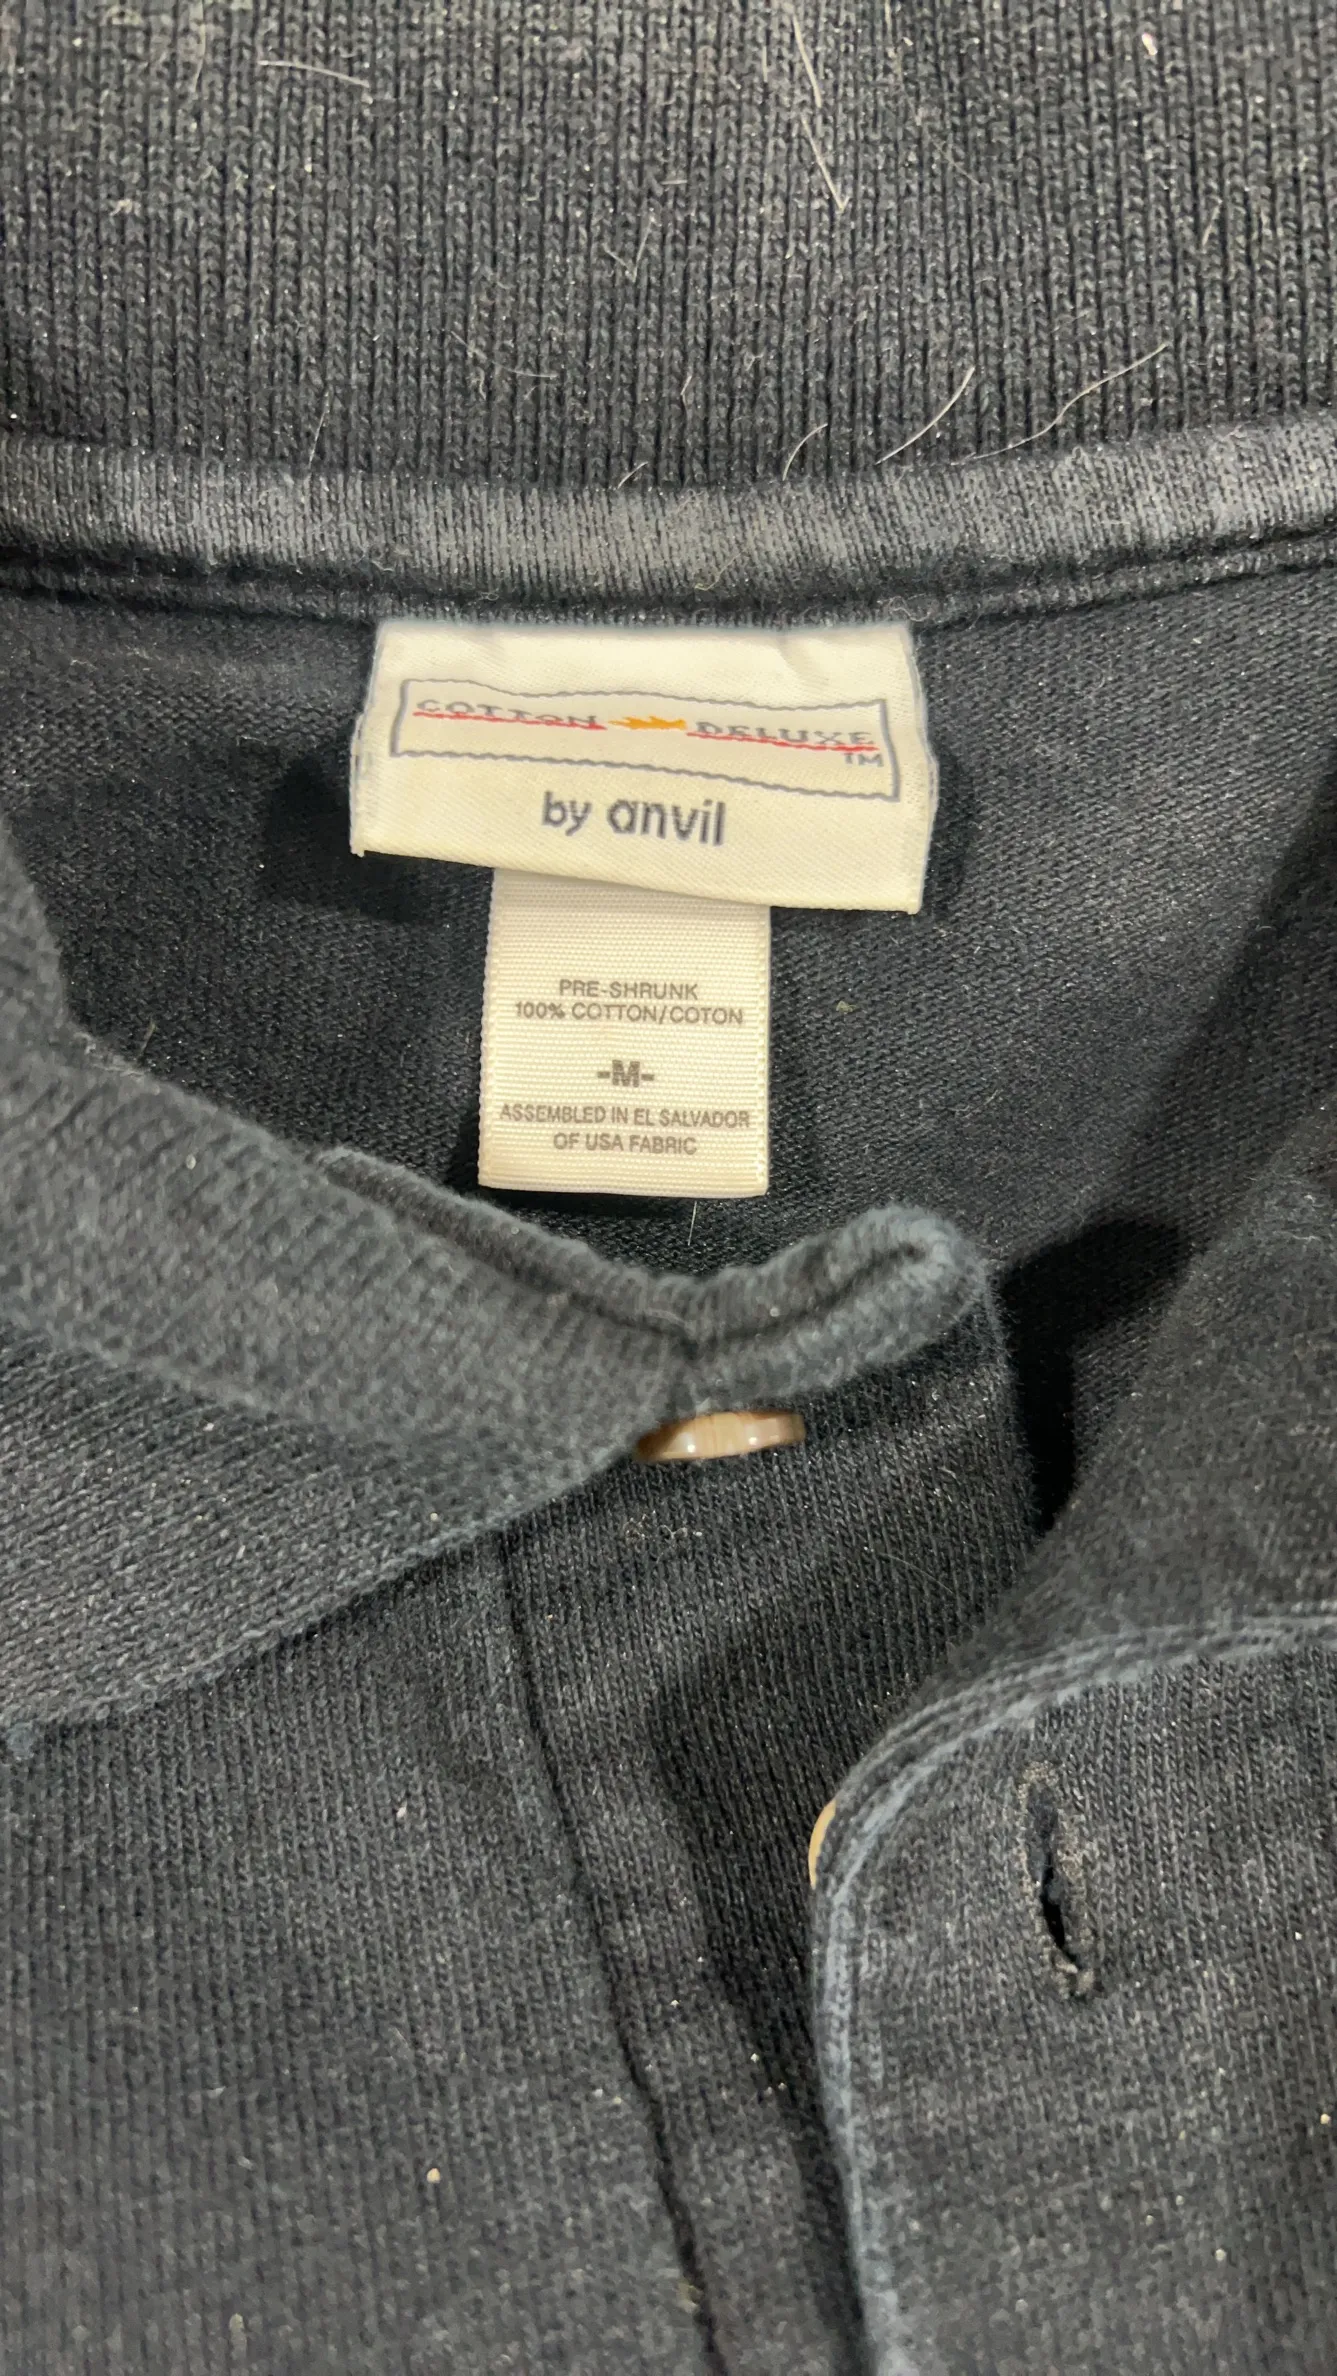 COTTON DELUXE
TM
by anvil
PRE-SHRUNK
100% COTTON/COTON
-M-
ASSEMBLED IN EL SALVADOR
OF USA FABRIC